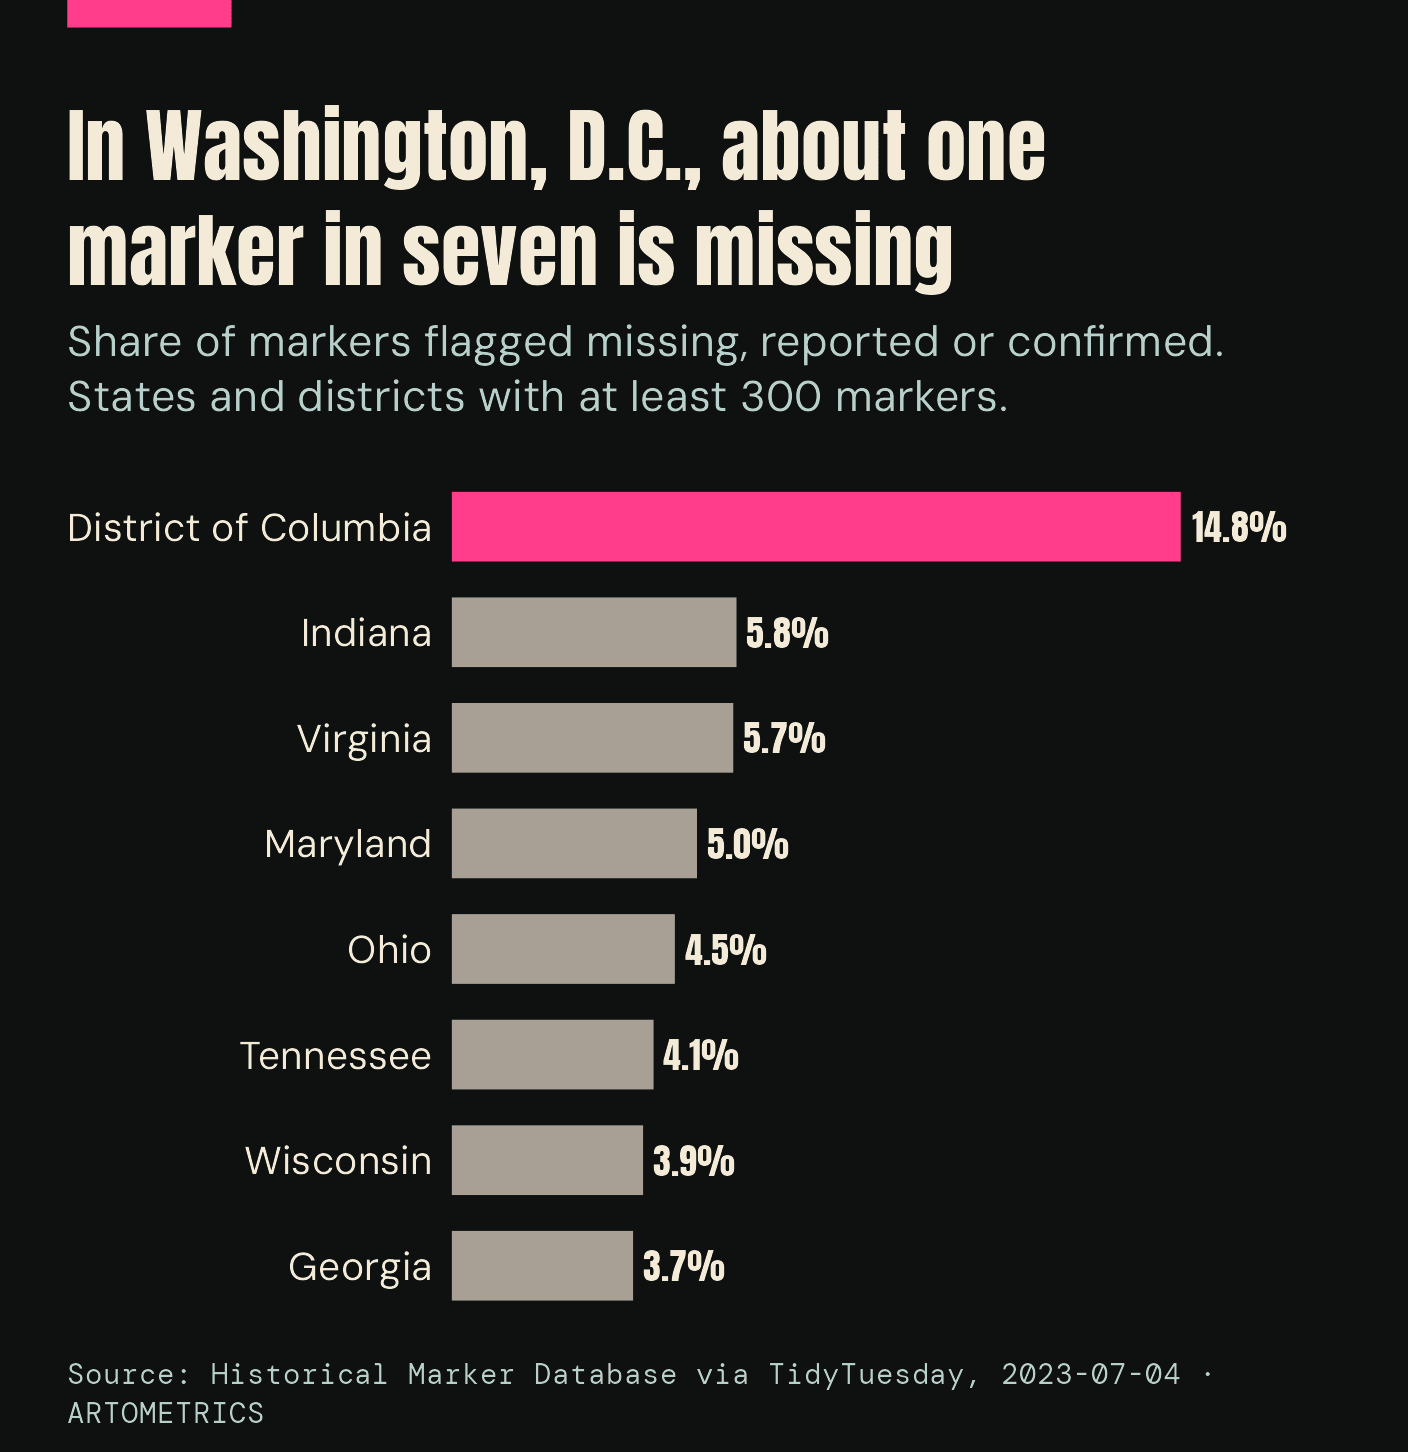 In Washington, D.C., about one
marker in seven is missing
Share of markers flagged missing, reported or confirmed.
States and districts with at least 300 markers.
District of Columbia 14.8%
Indiana 5.8%
Virginia 5.7%
Maryland 5.0%
Ohio 4.5%
Tennessee 4.1%
Wisconsin 3.9%
Georgia 3.7%
Source: Historical Marker Database via TidyTuesday, 2023-07-04 ·
ARTOMETRICS